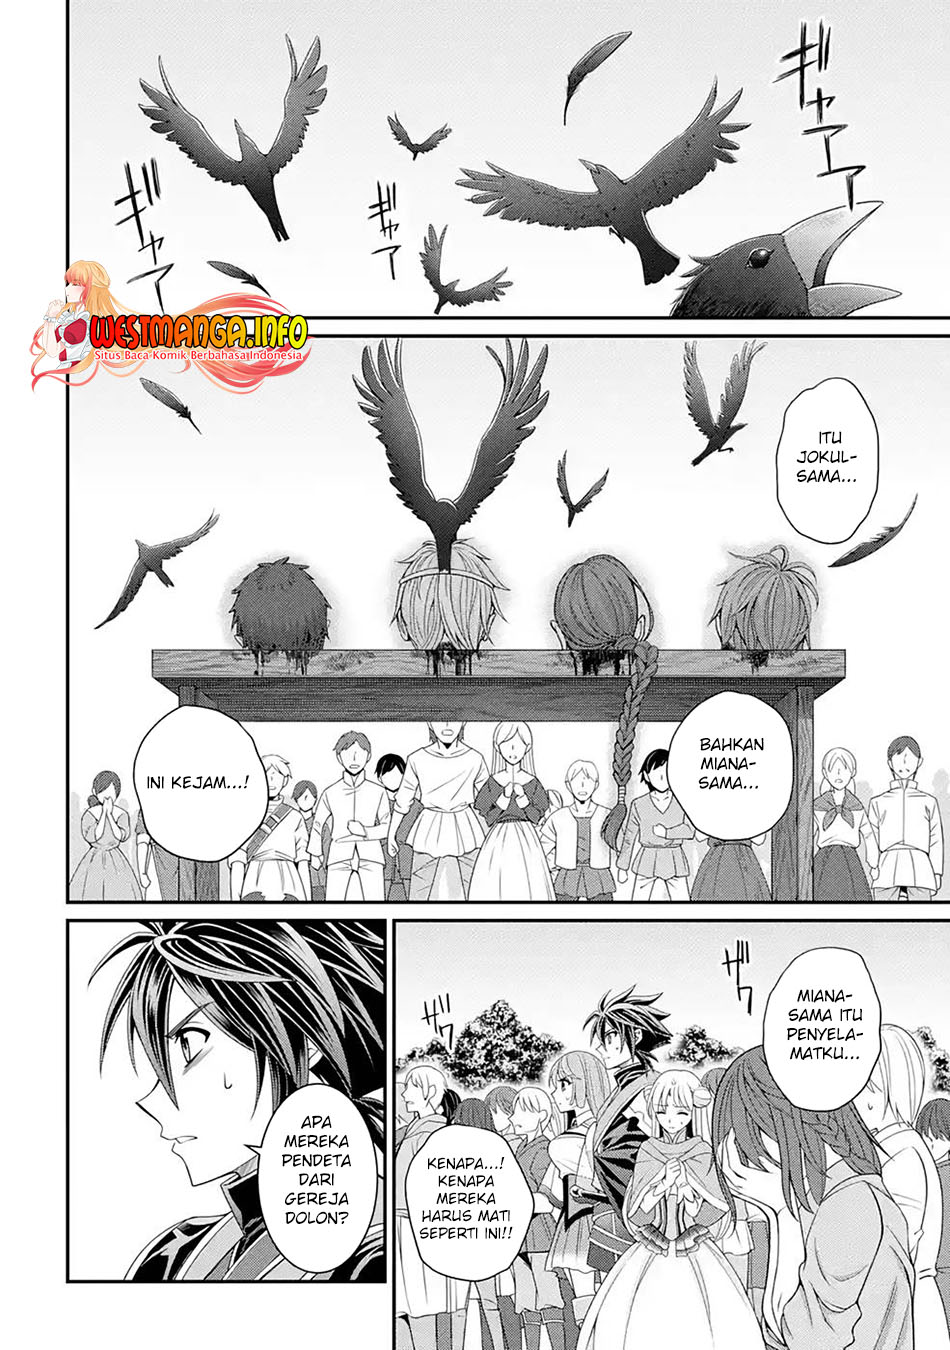 ギャアァ
ギャア
ギャア
WESTMANGA.INFO
Situs Baca Komik Berbahasa Indonesia
ITU
JOKUL-
SAMA...
BAHKAN
MIANA-
SAMA...
INI KEJAM...!
MIANA-
SAMA ITU
PENYELA-
MATKU...
ザワ
ザワ
KENAPA...!
KENAPA
MEREKA
HARUS MATI
SEPERTI INI!!
APA
MEREKA
PENDETA
DARI
GEREJA
DOLON?